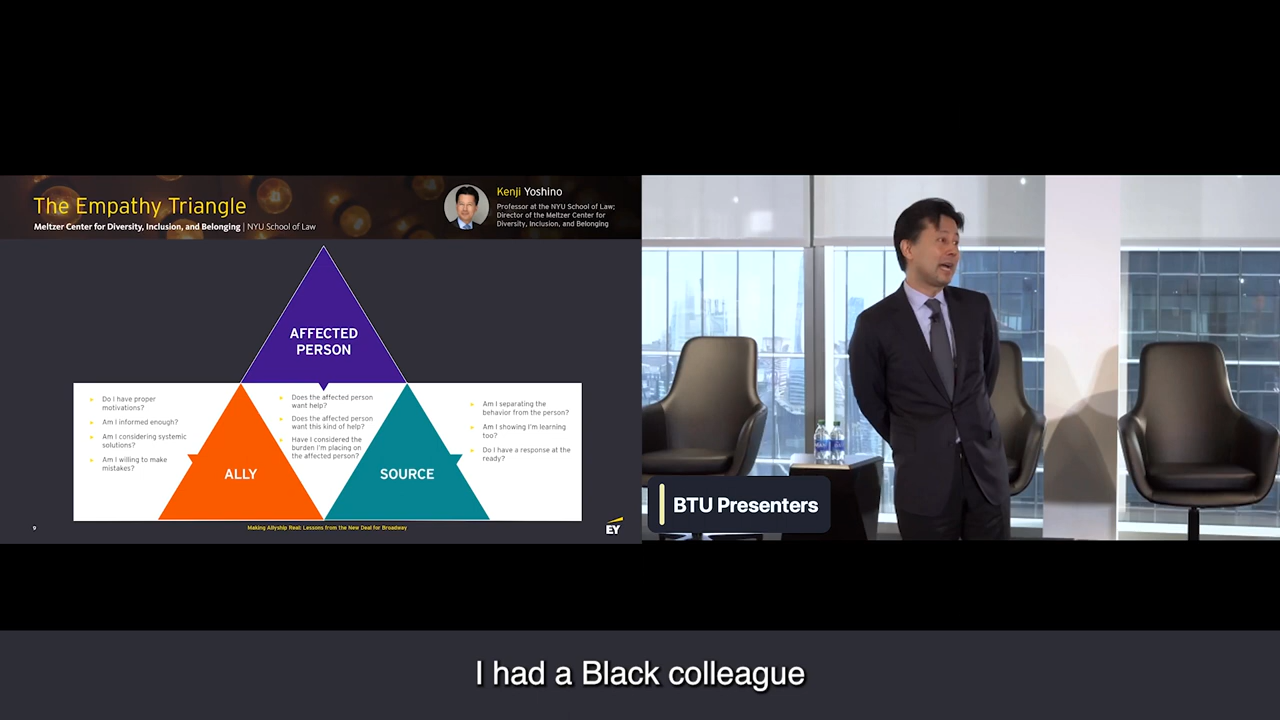 The Empathy Triangle
Meltzer Center for Diversity, Inclusion, and Belonging | NYU School of Law
Kenji Yoshino
Professor at the NYU School of Law;
Director of the Meltzer Center for
Diversity, Inclusion, and Belonging
AFFECTED
PERSON
Do I have proper
motivations?
Am I informed enough?
Am I considering systemic
solutions?
Am I willing to make
mistakes?
ALLY
Does the affected person
want help?
Does the affected person
want this kind of help?
Have I considered the
burden I'm placing on
the affected person?
SOURCE
Am I separating the
behavior from the person?
Am I showing I'm learning
too?
Do I have a response at the
ready?
9
Making Allyship Real: Lessons from the New Deal for Broadway
EY
BTU Presenters
I had a Black colleague